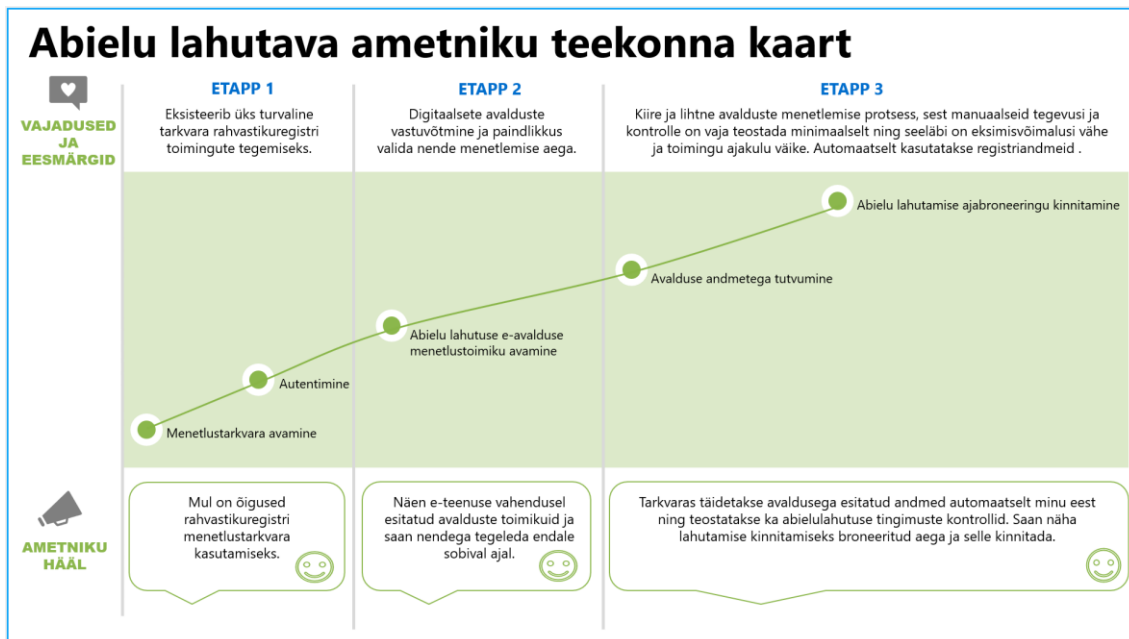 Abielu lahutava ametniku teekonna kaart
VAJADUSED
JA
EESMÄRGID
ETAPP 1
Eksisteerib üks turvaline
tarkvara rahvastikuregistri
toimingute tegemiseks.
ETAPP 2
Digitaalsete avalduste
vastuvõtmine ja paindlikkus
valida nende menetlemise aega.
ETAPP 3
Kiire ja lihtne avalduste menetlemise protsess, sest manuaalseid tegevusi ja
kontrolle on vaja teostada minimaalselt ning seeläbi on eksimisvõimalusi vähe
ja toimingu ajakulu väike. Automaatselt kasutatakse registriandmeid .
Abielu lahutamise ajabroneeringu kinnitamine
Avalduse andmetega tutvumine
Abielu lahutuse e-avalduse
menetlustoimiku avamine
Autentimine
Menetlustarkvara avamine
AMETNIKU
HÄÄL
Mul on õigused
rahvastikuregistri
menetlustarkvara
kasutamiseks.
Näen e-teenuse vahendusel
esitatud avalduste toimikuid ja
saan nendega tegeleda endale
sobival ajal.
Tarkvaras täidetakse avaldusega esitatud andmed automaatselt minu eest
ning teostatakse ka abielulahutuse tingimuste kontrollid. Saan näha
lahutamise kinnitamiseks broneeritud aega ja selle kinnitada.